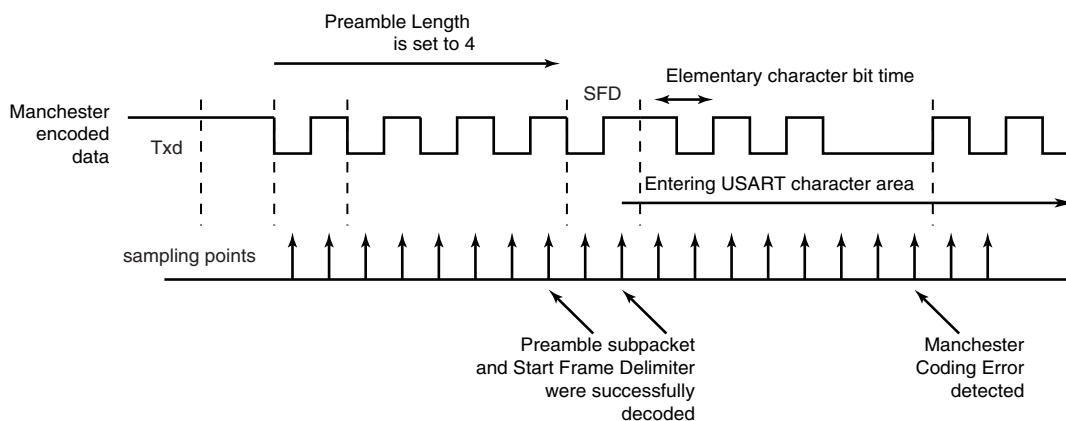 Preamble Length
is set to 4
Elementary character bit time
SFD
Manchester
encoded
data
Txd
Entering USART character area
sampling points
Preamble subpacket
and Start Frame Delimiter
were successfully
decoded
Manchester
Coding Error
detected